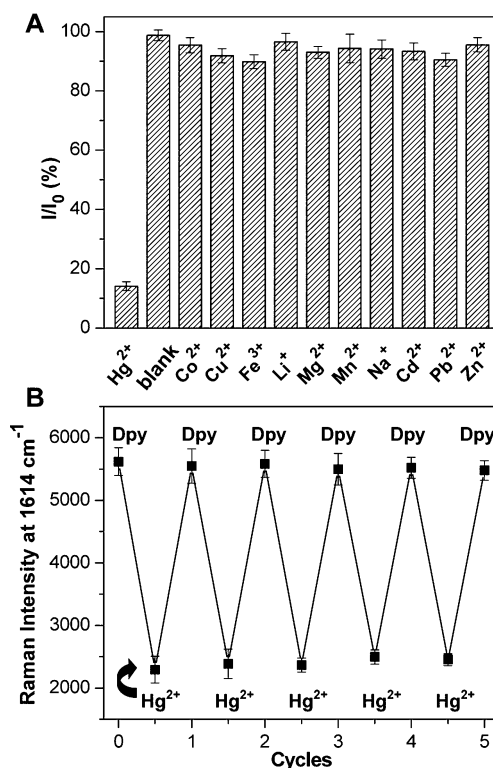 A
I/I₀ (%)
100
80
60
40
20
0
Hg²⁺ blank Co²⁺ Cu²⁺ Fe³⁺ Li⁺ Mg²⁺ Mn²⁺ Na⁺ Cd²⁺ Pb²⁺ Zn²⁺
B
Raman Intensity at 1614 cm⁻¹
6000
5000
4000
3000
2000
Dpy Dpy Dpy Dpy Dpy Dpy
Hg²⁺ Hg²⁺ Hg²⁺ Hg²⁺ Hg²⁺
0 1 2 3 4 5
Cycles